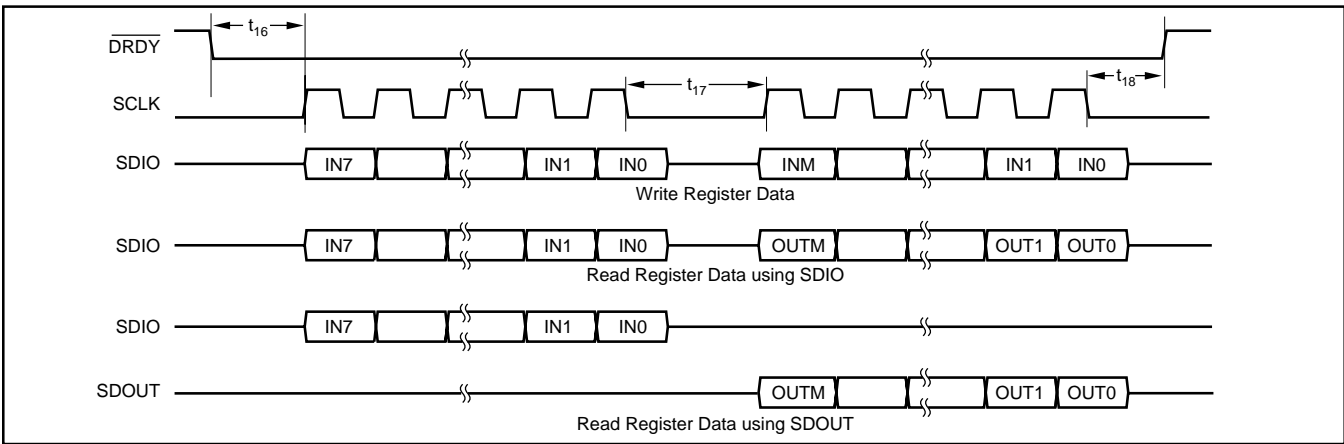 t16
DRDY
SCLK
t17
t18
SDIO IN7 IN1 IN0 INM IN1 IN0
Write Register Data
SDIO IN7 IN1 IN0 OUTM OUT1 OUT0
Read Register Data using SDIO
SDIO IN7 IN1 IN0
SDOUT OUTM OUT1 OUT0
Read Register Data using SDOUT